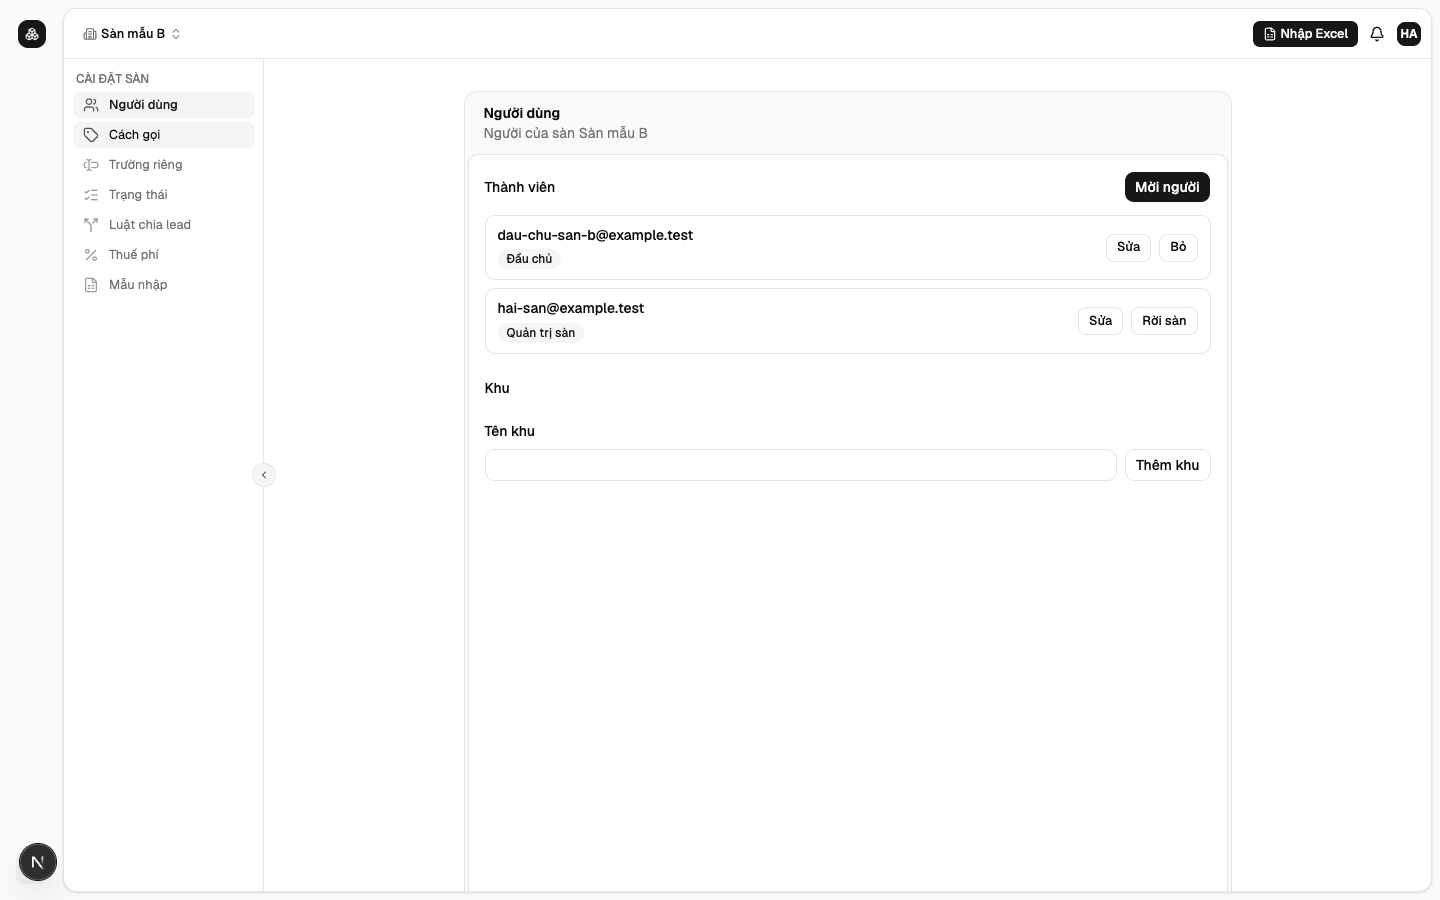 Sàn mẫu B
Nhập Excel
HA
CÀI ĐẶT SÀN
Người dùng
Cách gọi
Trường riêng
Trạng thái
Luật chia lead
Thuế phí
Mẫu nhập
Người dùng
Người của sàn Sàn mẫu B
Thành viên
Mời người
dau-chu-san-b@example.test
Đầu chủ
Sửa
Bỏ
hai-san@example.test
Quản trị sàn
Sửa
Rời sàn
Khu
Tên khu
Thêm khu
N